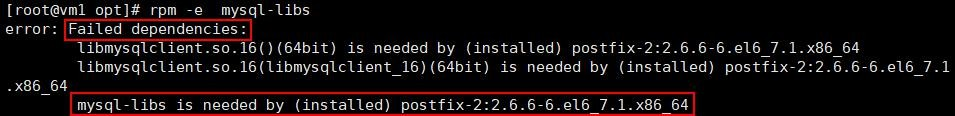 [root@vm1 opt]# rpm -e  mysql-libs
error: Failed dependencies:
        libmysqlclient.so.16()(64bit) is needed by (installed) postfix-2:2.6.6-6.el6_7.1.x86_64
        libmysqlclient.so.16(libmysqlclient_16)(64bit) is needed by (installed) postfix-2:2.6.6-6.el6_7.1
.x86_64
        mysql-libs is needed by (installed) postfix-2:2.6.6-6.el6_7.1.x86_64